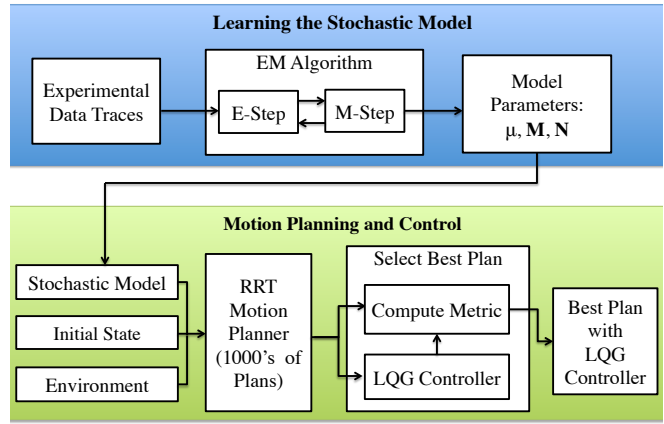 Learning the Stochastic Model
Experimental
Data Traces
EM Algorithm
E-Step
M-Step
Model
Parameters:
μ, M, N
Motion Planning and Control
Stochastic Model
Initial State
Environment
RRT
Motion
Planner
(1000's of
Plans)
Select Best Plan
Compute Metric
LQG Controller
Best Plan
with
LQG
Controller